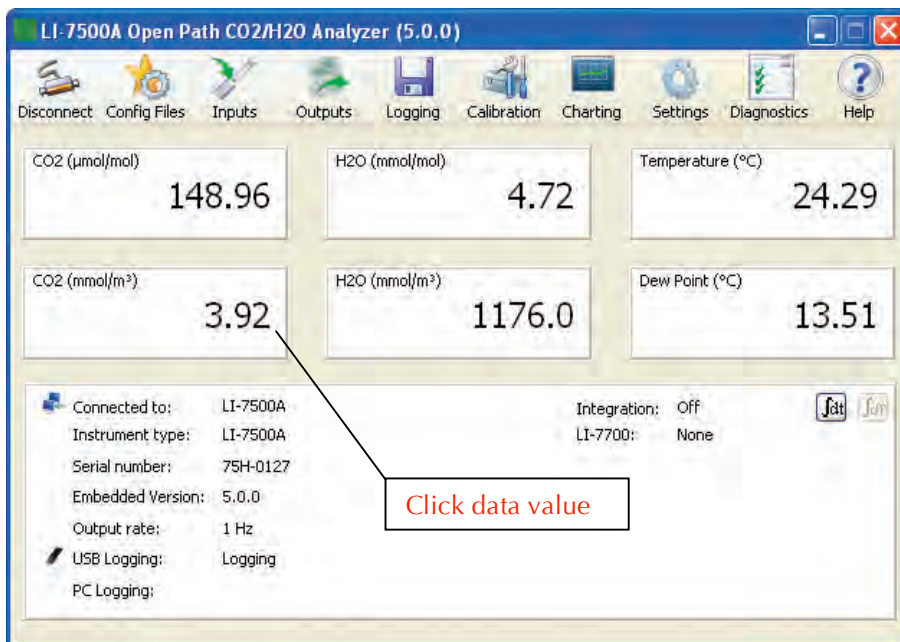 LI-7500A Open Path CO2/H2O Analyzer (5.0.0)
Disconnect Config Files Inputs Outputs Logging Calibration Charting Settings Diagnostics Help
CO2 (µmol/mol) H2O (mmol/mol) Temperature (°C)
148.96 4.72 24.29
CO2 (mmol/m³) H2O (mmol/m³) Dew Point (°C)
3.92 1176.0 13.51
Connected to: LI-7500A Integration: Off ∫dt
Instrument type: LI-7500A LI-7700: None
Serial number: 75H-0127
Embedded Version: 5.0.0
Click data value
Output rate: 1 Hz
USB Logging: Logging
PC Logging: